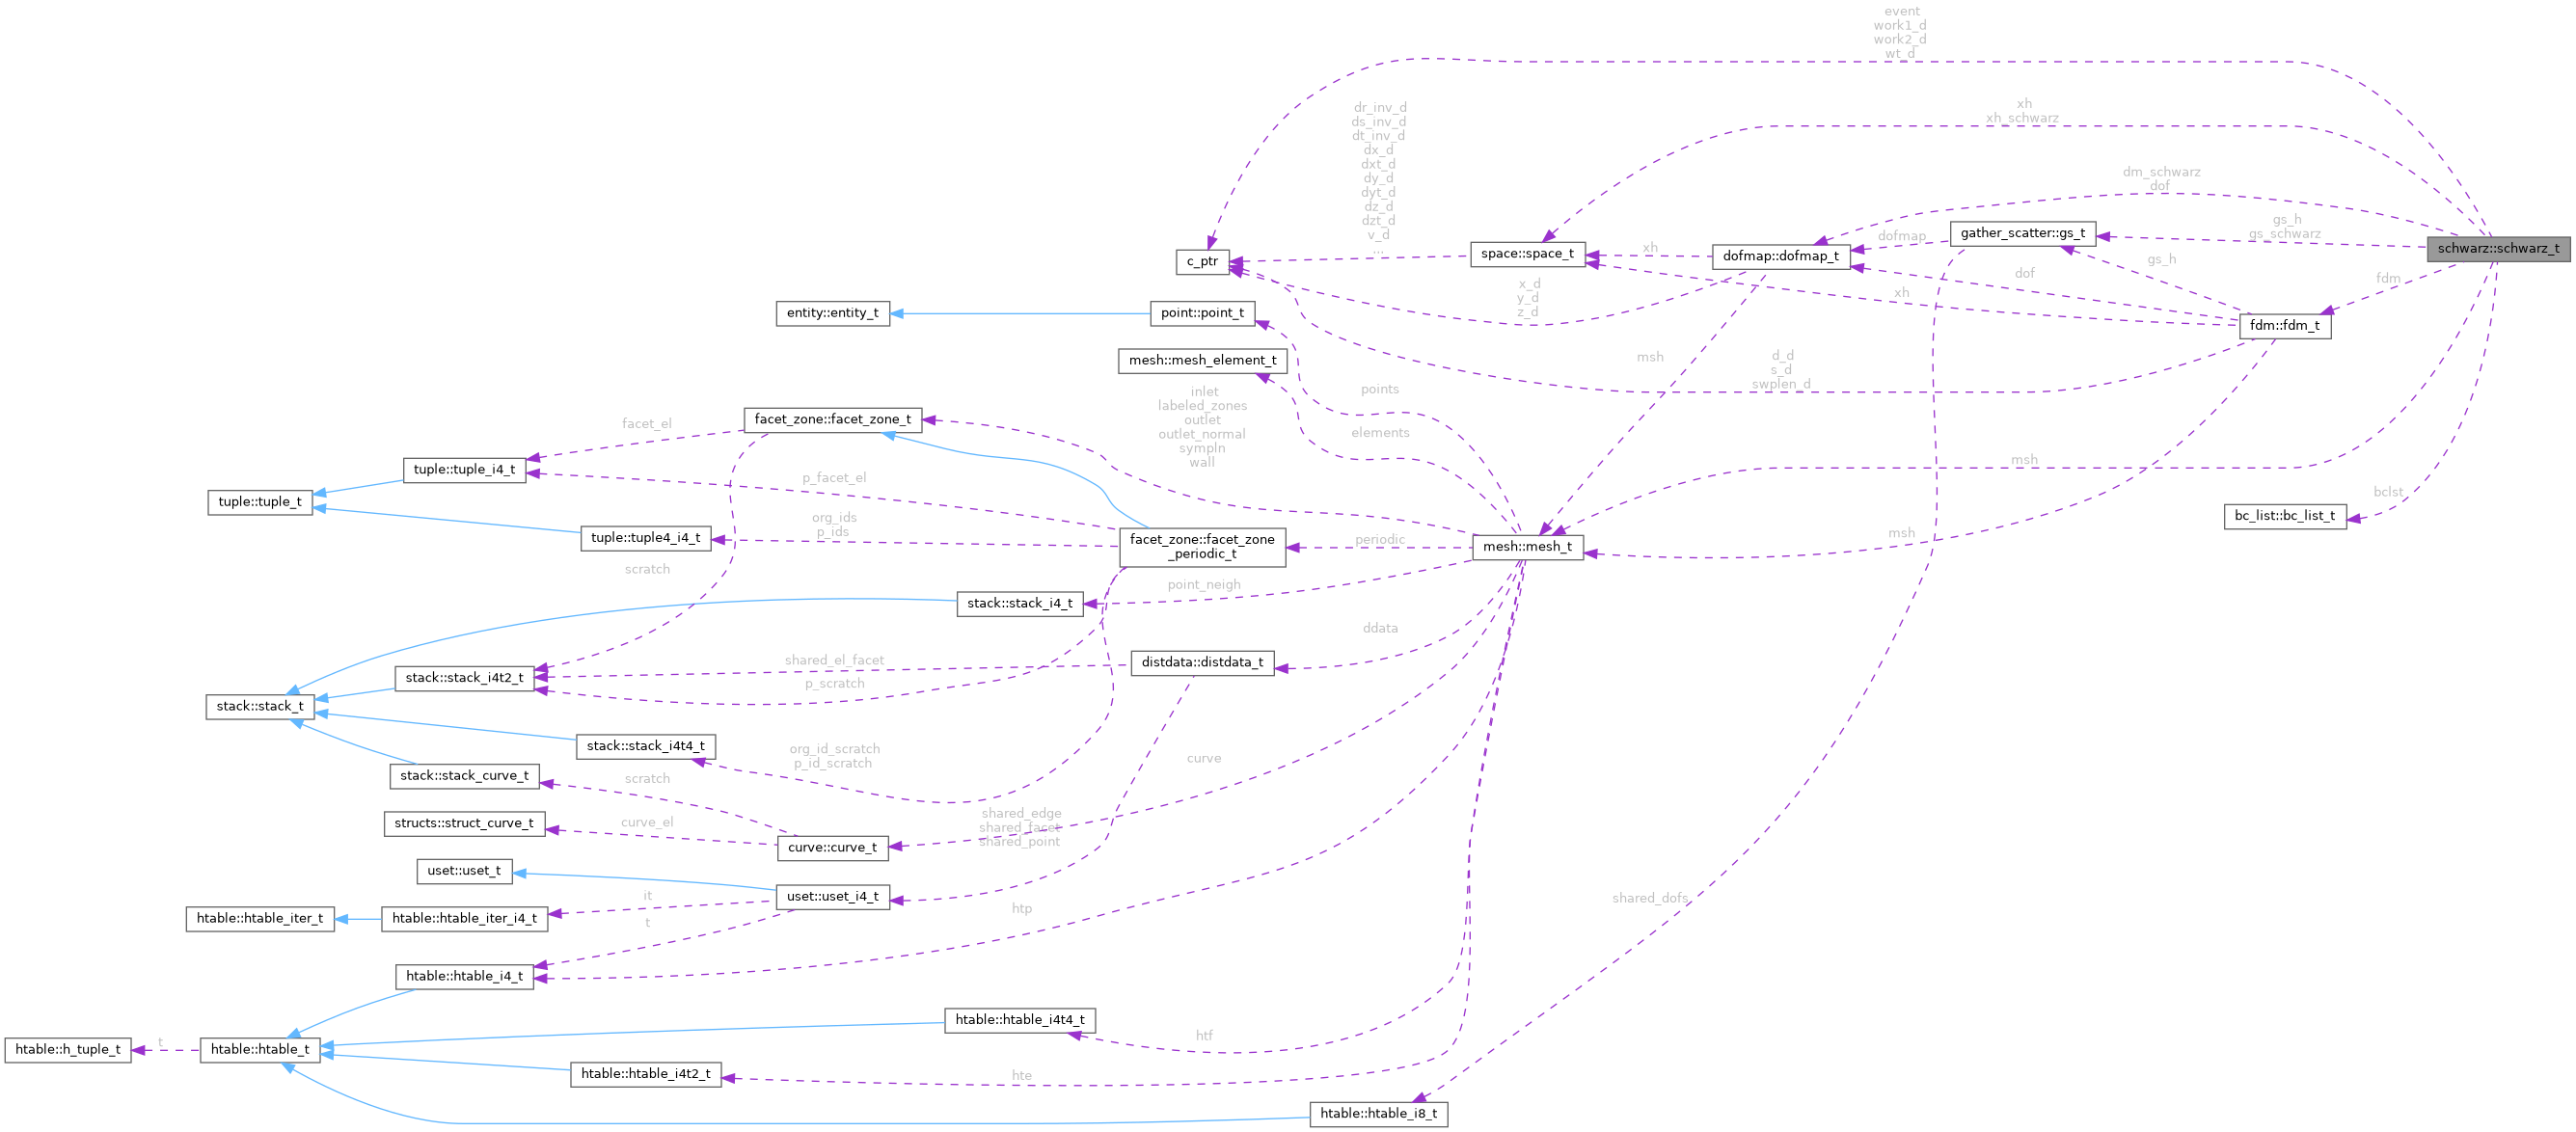 event
work1_d
work2_d
wt_d
xh
xh_schwarz
dr_inv_d
ds_inv_d
dt_inv_d
dx_d
dxt_d
dy_d
dyt_d
dz_d
dzt_d
v_d
...
dm_schwarz
dof
gs_h
gs_schwarz
gather_scatter::gs_t
dofmap
schwarz::schwarz_t
c_ptr
space::space_t
xh
dofmap::dofmap_t
gs_h
dof
fdm
xh
x_d
y_d
z_d
entity::entity_t
point::point_t
fdm::fdm_t
mesh::mesh_element_t
msh
d_d
s_d
swplen_d
points
inlet
labeled_zones
outlet
outlet_normal
sympln
wall
elements
facet_zone::facet_zone_t
facet_el
tuple::tuple_i4_t
p_facet_el
msh
bclst
tuple::tuple_t
org_ids
p_ids
bc_list::bc_list_t
tuple::tuple4_i4_t
facet_zone::facet_zone
_periodic_t
periodic
mesh::mesh_t
msh
scratch
point_neigh
stack::stack_i4_t
ddata
shared_el_facet
distdata::distdata_t
stack::stack_i4t2_t
p_scratch
stack::stack_t
stack::stack_i4t4_t
org_id_scratch
p_id_scratch
curve
stack::stack_curve_t
scratch
structs::struct_curve_t
curve_el
shared_edge
shared_facet
shared_point
curve::curve_t
uset::uset_t
it
uset::uset_i4_t
shared_dofs
htable::htable_iter_t
htable::htable_iter_i4_t
t
htp
htable::htable_i4_t
htable::htable_i4t4_t
htable::h_tuple_t
t
htable::htable_t
htf
htable::htable_i4t2_t
hte
htable::htable_i8_t